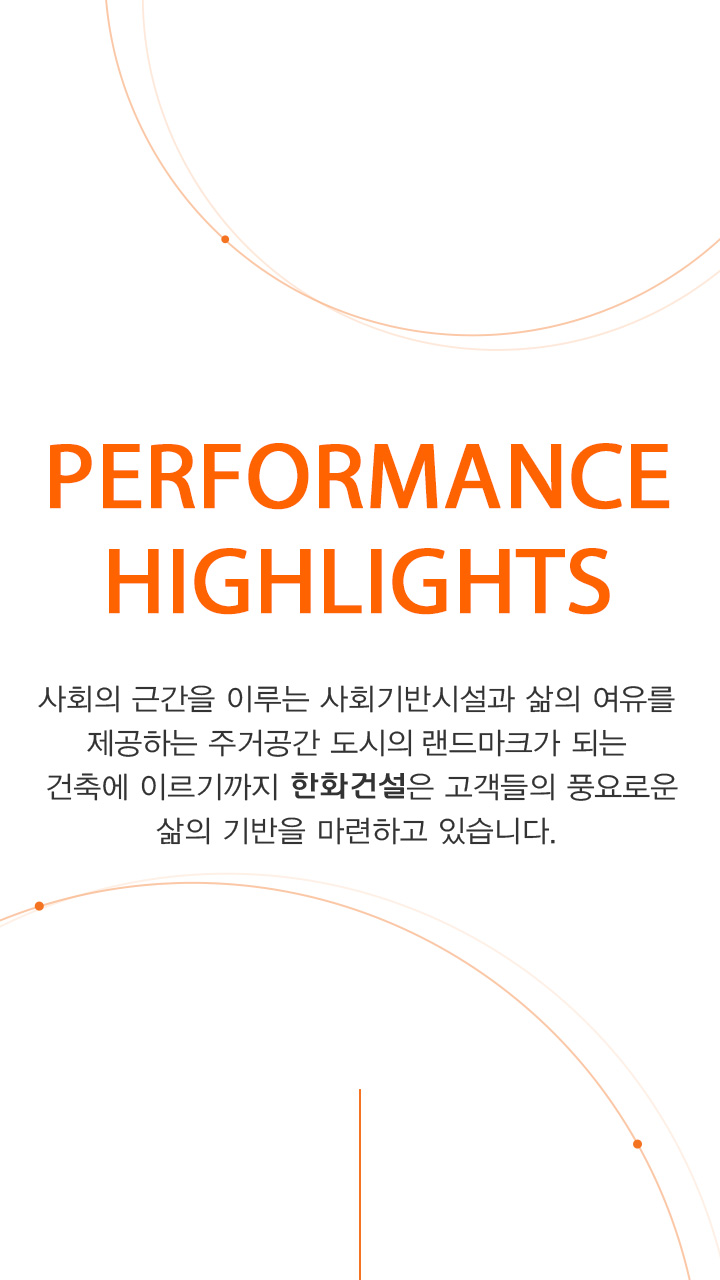 PERFORMANCE
HIGHLIGHTS
사회의 근간을 이루는 사회기반시설과 삶의 여유를
제공하는 주거공간 도시의 랜드마크가 되는
건축에 이르기까지 한화건설은 고객들의 풍요로운
삶의 기반을 마련하고 있습니다.